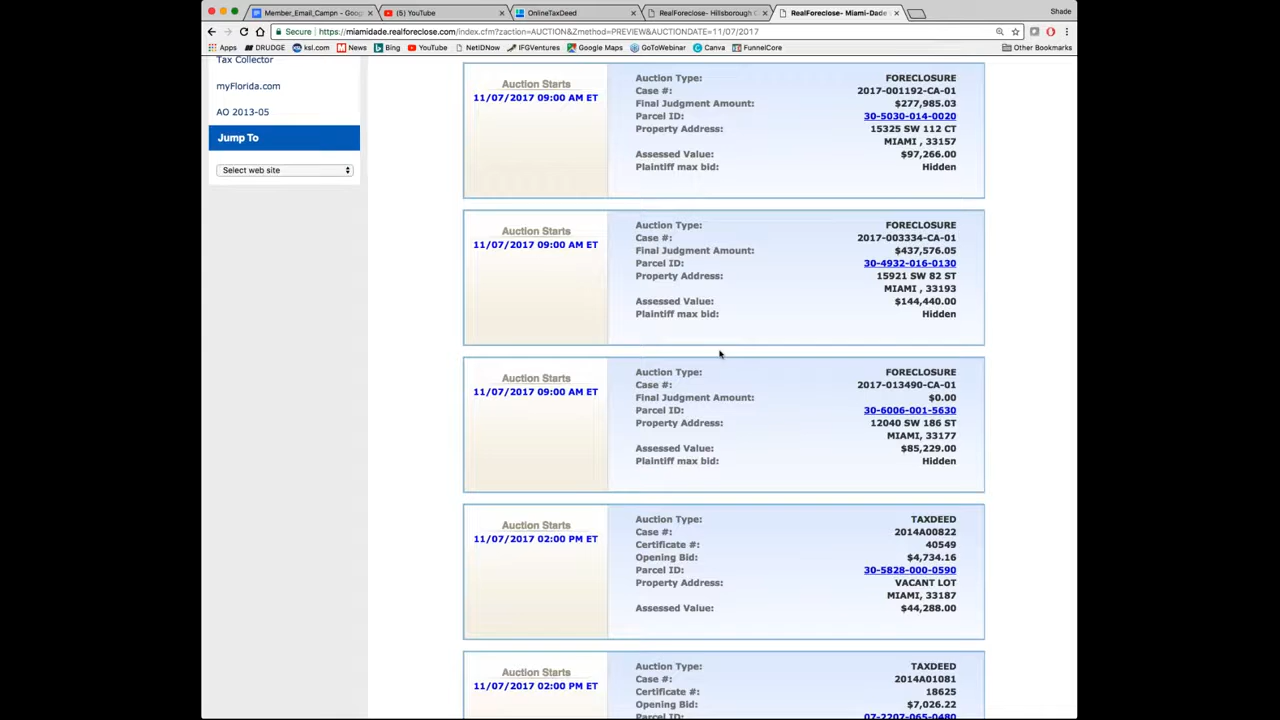 Member_Email_Campn - Goog
(5) YouTube
OnlineTaxDeed
RealForeclose- Hillsborough C
RealForeclose- Miami-Dade
Shade
Secure https://miamidade.realforeclose.com/index.cfm?zaction=AUCTION&Zmethod=PREVIEW&AUCTIONDATE=11/07/2017
Apps DRUDGE ksl.com News Bing YouTube NetIDNow IFGVentures Google Maps GoToWebinar Canva FunnelCore Other Bookmarks
Tax Collector
myFlorida.com
AO 2013-05
Jump To
Select web site
Auction Starts
11/07/2017 09:00 AM ET
Auction Type: FORECLOSURE
Case #: 2017-001192-CA-01
Final Judgment Amount: $277,985.03
Parcel ID: 30-5030-014-0020
Property Address: 15325 SW 112 CT
MIAMI , 33157
Assessed Value: $97,266.00
Plaintiff max bid: Hidden
Auction Starts
11/07/2017 09:00 AM ET
Auction Type: FORECLOSURE
Case #: 2017-003334-CA-01
Final Judgment Amount: $437,576.05
Parcel ID: 30-4932-016-0130
Property Address: 15921 SW 82 ST
MIAMI , 33193
Assessed Value: $144,440.00
Plaintiff max bid: Hidden
Auction Starts
11/07/2017 09:00 AM ET
Auction Type: FORECLOSURE
Case #: 2017-013490-CA-01
Final Judgment Amount: $0.00
Parcel ID: 30-6006-001-5630
Property Address: 12040 SW 186 ST
MIAMI, 33177
Assessed Value: $85,229.00
Plaintiff max bid: Hidden
Auction Starts
11/07/2017 02:00 PM ET
Auction Type: TAXDEED
Case #: 2014A00822
Certificate #: 40549
Opening Bid: $4,734.16
Parcel ID: 30-5828-000-0590
Property Address: VACANT LOT
MIAMI, 33187
Assessed Value: $44,288.00
Auction Starts
11/07/2017 02:00 PM ET
Auction Type: TAXDEED
Case #: 2014A01081
Certificate #: 18625
Opening Bid: $7,026.22
Parcel ID: 07-2207-065-0480